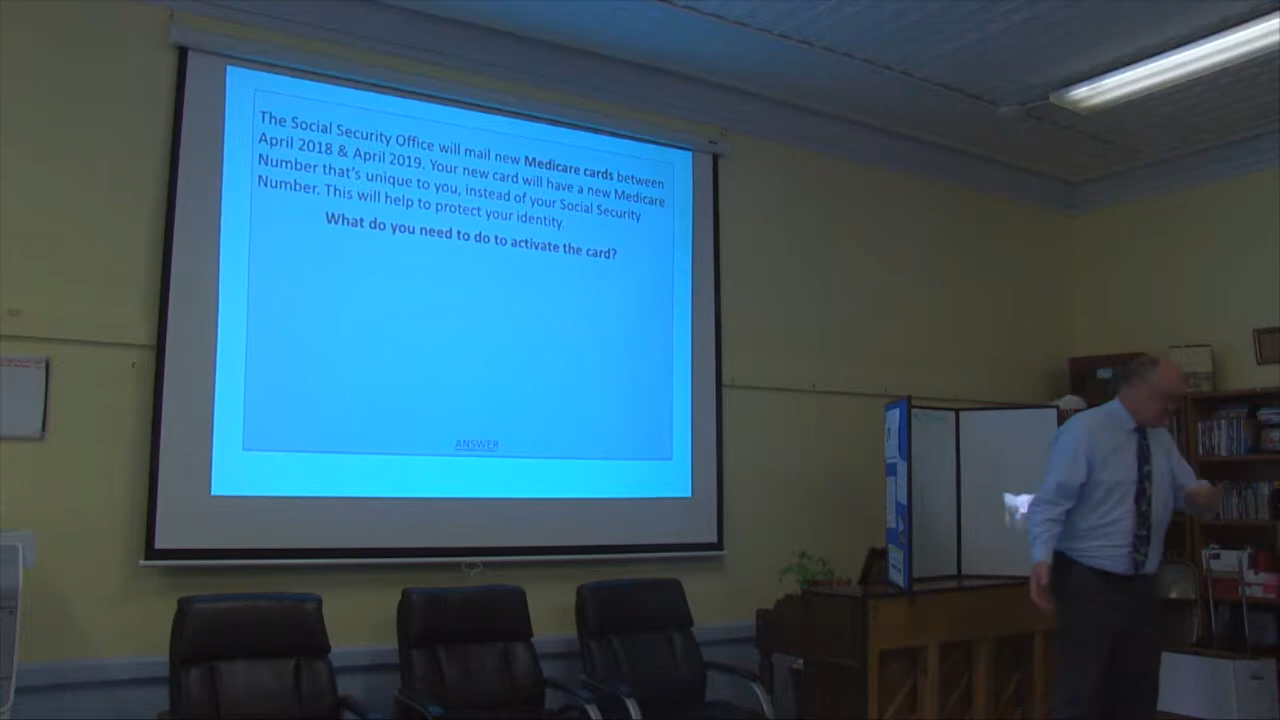 The Social Security Office will mail new Medicare cards between
April 2018 & April 2019. Your new card will have a new Medicare
Number that's unique to you, instead of your Social Security
Number. This will help to protect your identity.
What do you need to do to activate the card?
ANSWER